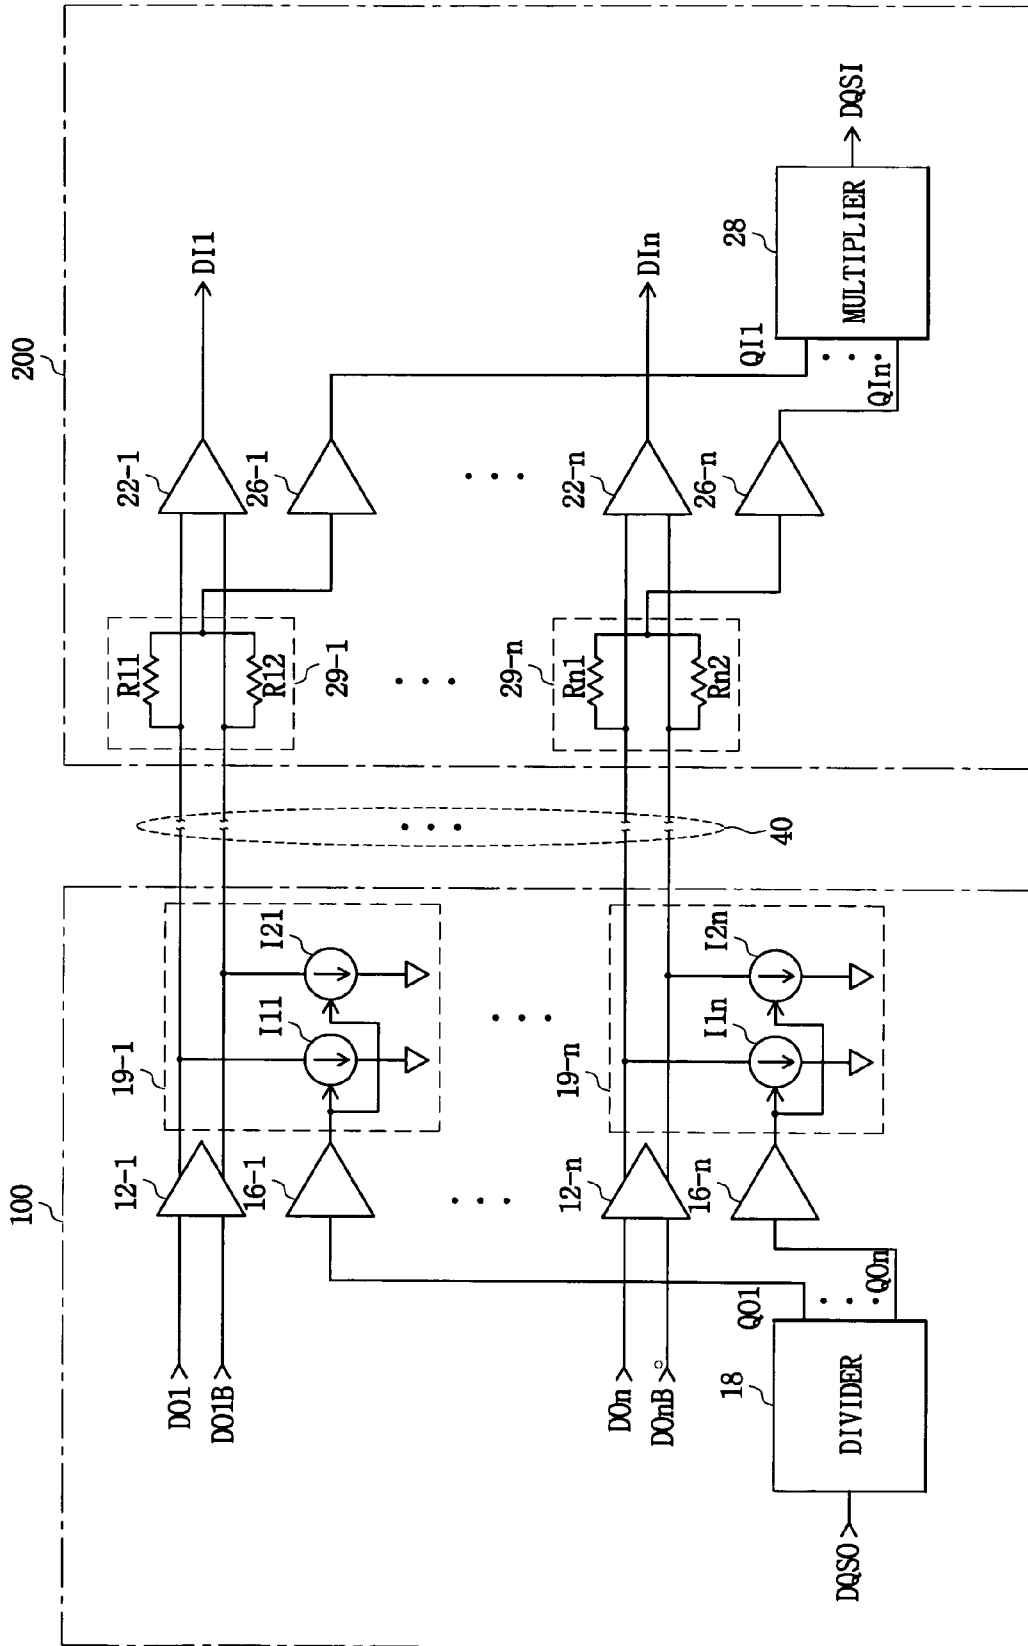 100
200
DO1
DO1B
12-1
16-1
19-1
I11
I21
R11
R12
29-1
22-1
26-1
DI1
DOn
DOnB
12-n
16-n
19-n
I1n
I2n
40
Rn1
Rn2
29-n
22-n
26-n
DIn
DQSO
18
DIVIDER
QO1
QOn
QI1
QIn
28
MULTIPLIER
DQSI